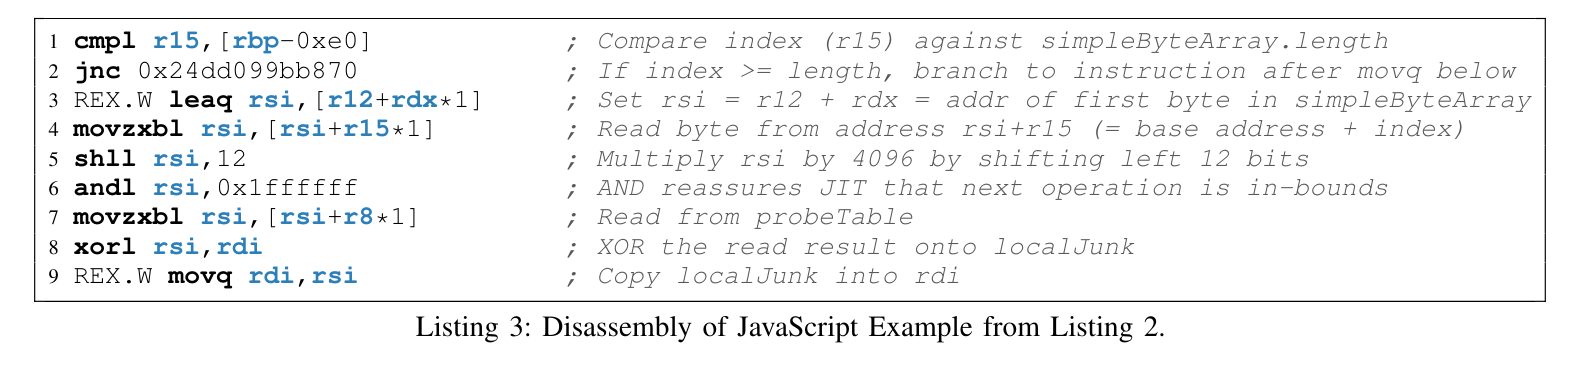 1 cmpl r15,[rbp-0xe0] ; Compare index (r15) against simpleByteArray.length
2 jnc 0x24dd099bb870 ; If index >= length, branch to instruction after movq below
3 REX.W leaq rsi,[r12+rdx*1] ; Set rsi = r12 + rdx = addr of first byte in simpleByteArray
4 movzxbl rsi,[rsi+r15*1] ; Read byte from address rsi+r15 (= base address + index)
5 shll rsi,12 ; Multiply rsi by 4096 by shifting left 12 bits
6 andl rsi,0x1ffffff ; AND reassures JIT that next operation is in-bounds
7 movzxbl rsi,[rsi+r8*1] ; Read from probeTable
8 xorl rsi,rdi ; XOR the read result onto localJunk
9 REX.W movq rdi,rsi ; Copy localJunk into rdi
Listing 3: Disassembly of JavaScript Example from Listing 2.